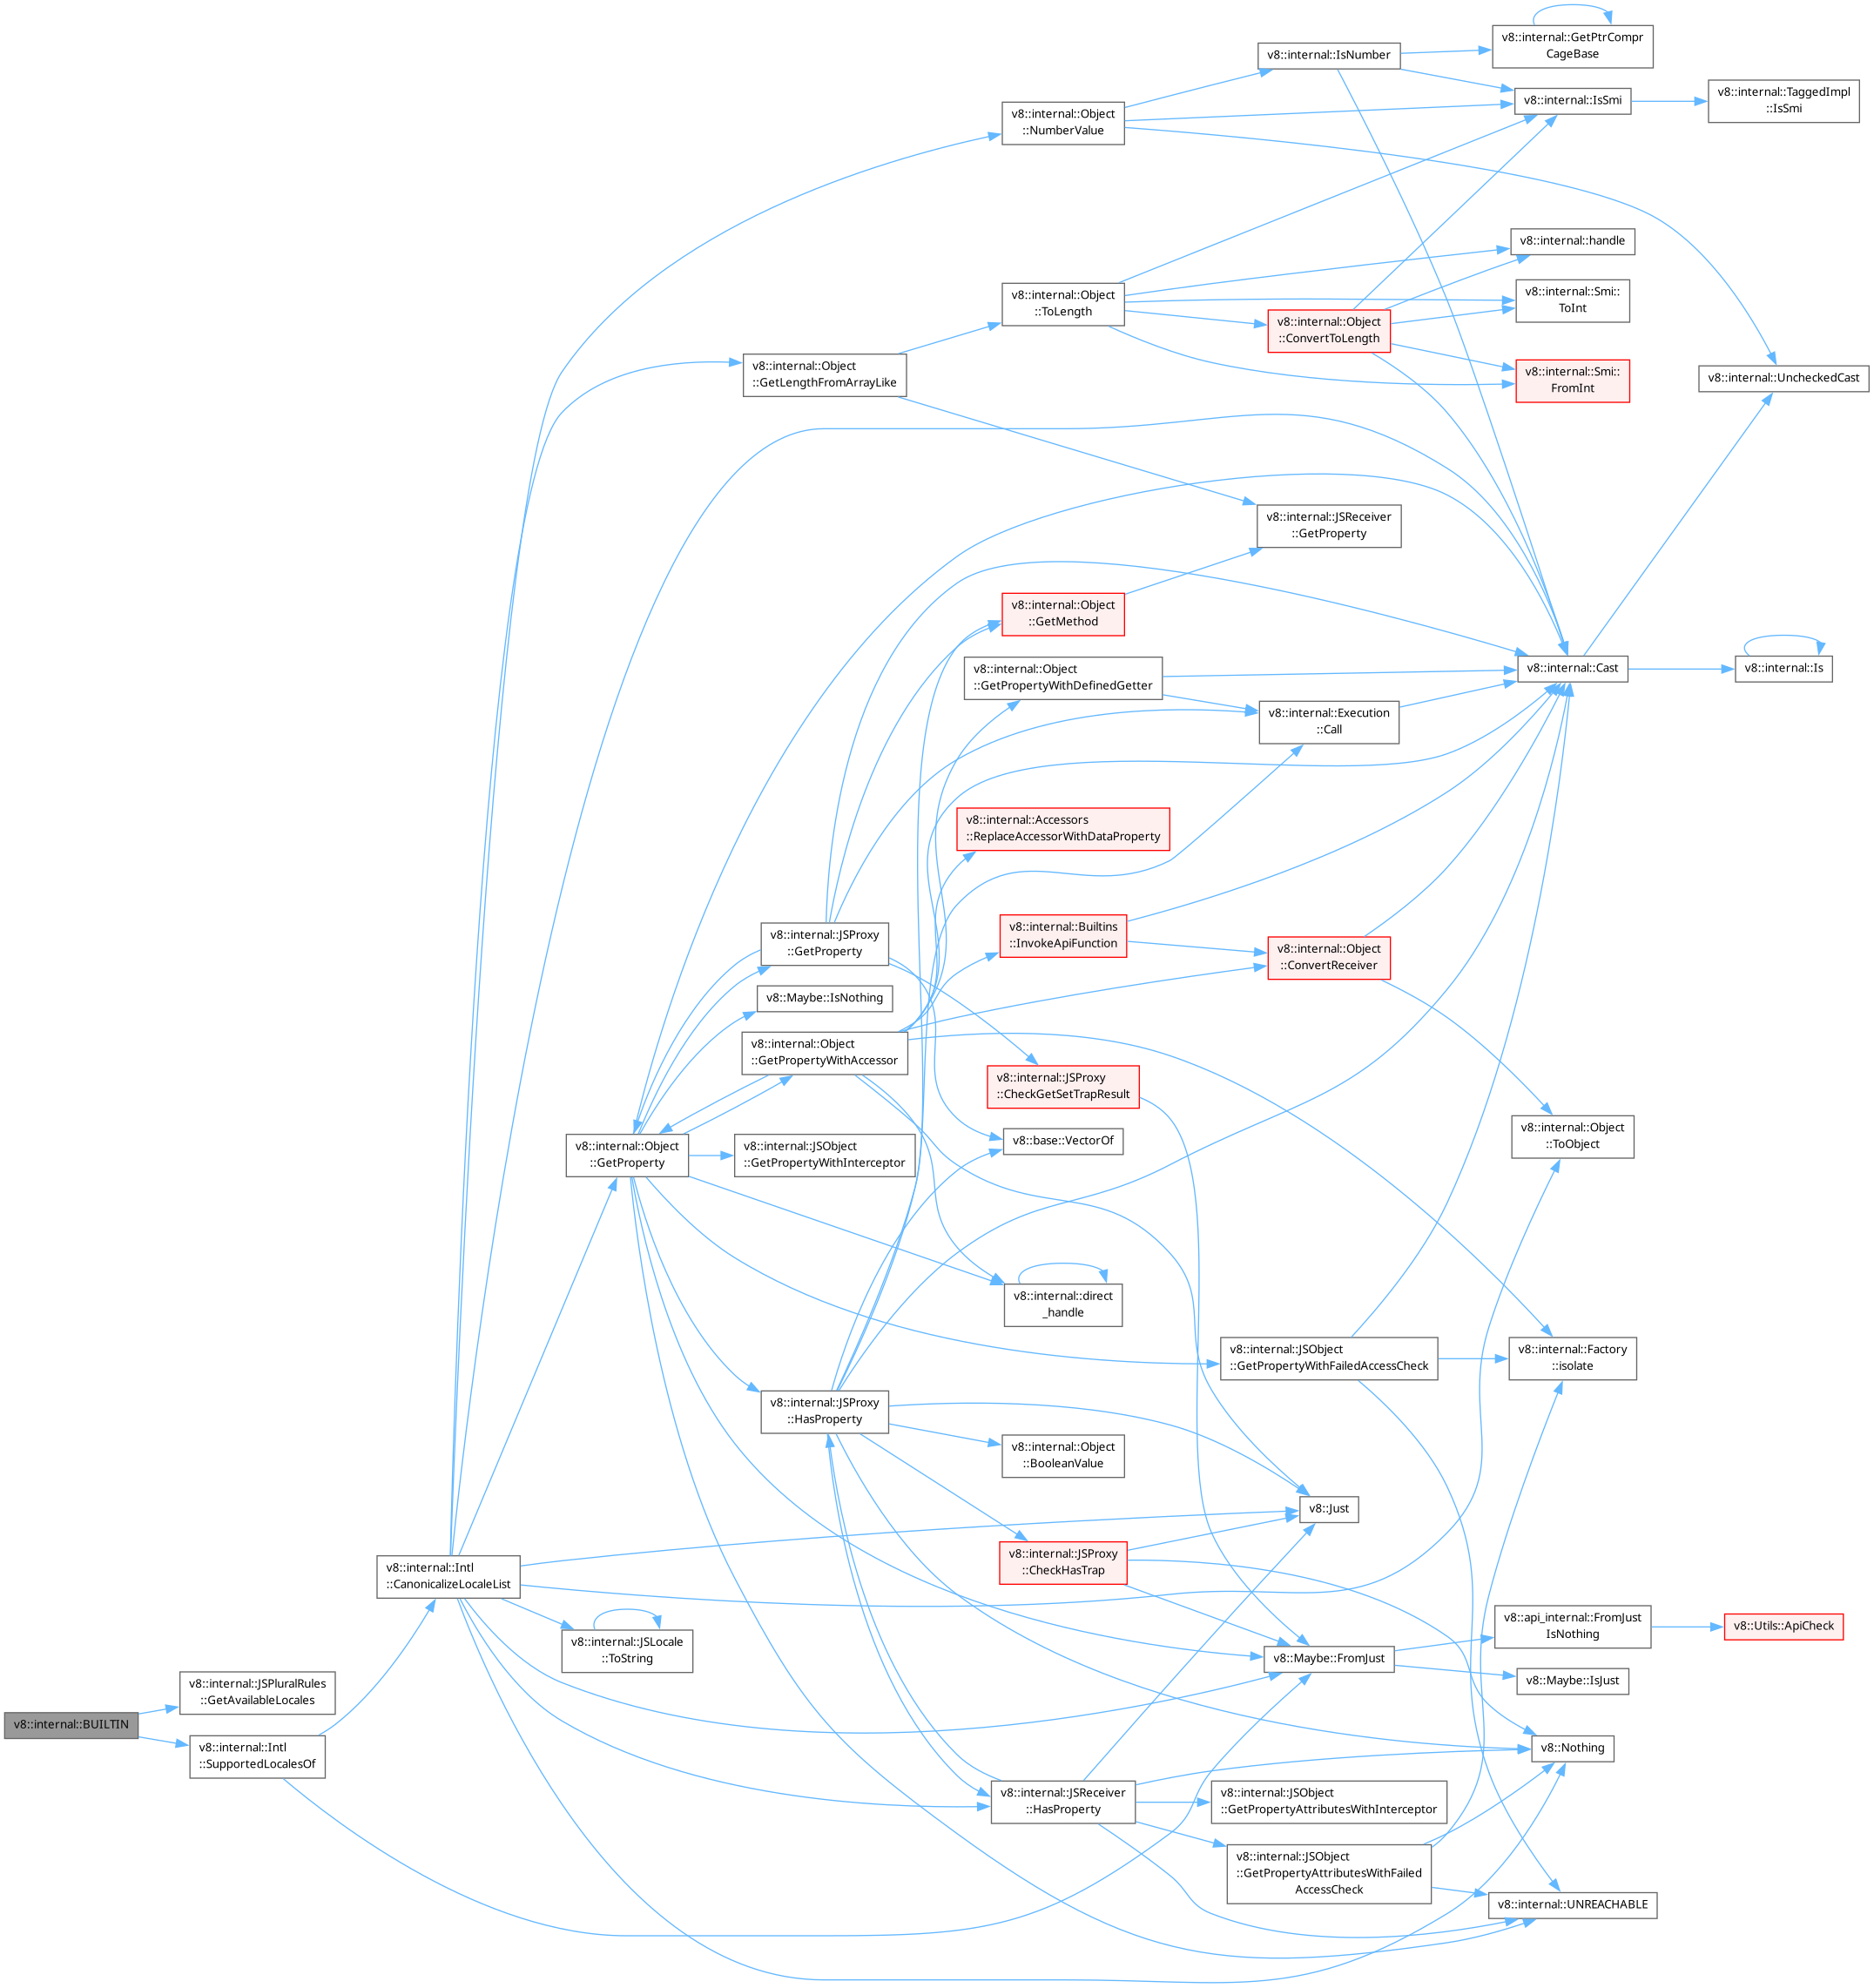 v8::internal::GetPtrCompr
CageBase
v8::internal::IsNumber
v8::internal::TaggedImpl
::IsSmi
v8::internal::IsSmi
v8::internal::Object
::NumberValue
v8::internal::handle
v8::internal::Smi::
ToInt
v8::internal::Object
::ToLength
v8::internal::Object
::ConvertToLength
v8::internal::Object
::GetLengthFromArrayLike
v8::internal::Smi::
FromInt
v8::internal::UncheckedCast
v8::internal::JSReceiver
::GetProperty
v8::internal::Object
::GetMethod
v8::internal::Object
::GetPropertyWithDefinedGetter
v8::internal::Cast
v8::internal::Is
v8::internal::Execution
::Call
v8::internal::Accessors
::ReplaceAccessorWithDataProperty
v8::internal::JSProxy
::GetProperty
v8::internal::Builtins
::InvokeApiFunction
v8::internal::Object
::ConvertReceiver
v8::Maybe::IsNothing
v8::internal::Object
::GetPropertyWithAccessor
v8::internal::JSProxy
::CheckGetSetTrapResult
v8::internal::Object
::ToObject
v8::base::VectorOf
v8::internal::Object
::GetProperty
v8::internal::JSObject
::GetPropertyWithInterceptor
v8::internal::direct
_handle
v8::internal::JSObject
::GetPropertyWithFailedAccessCheck
v8::internal::Factory
::isolate
v8::internal::JSProxy
::HasProperty
v8::internal::Object
::BooleanValue
v8::Just
v8::internal::JSProxy
::CheckHasTrap
v8::internal::Intl
::CanonicalizeLocaleList
v8::api_internal::FromJust
IsNothing
v8::Utils::ApiCheck
v8::internal::JSLocale
::ToString
v8::Maybe::FromJust
v8::Maybe::IsJust
v8::internal::JSPluralRules
::GetAvailableLocales
v8::internal::BUILTIN
v8::internal::Intl
::SupportedLocalesOf
v8::Nothing
v8::internal::JSReceiver
::HasProperty
v8::internal::JSObject
::GetPropertyAttributesWithInterceptor
v8::internal::JSObject
::GetPropertyAttributesWithFailed
AccessCheck
v8::internal::UNREACHABLE